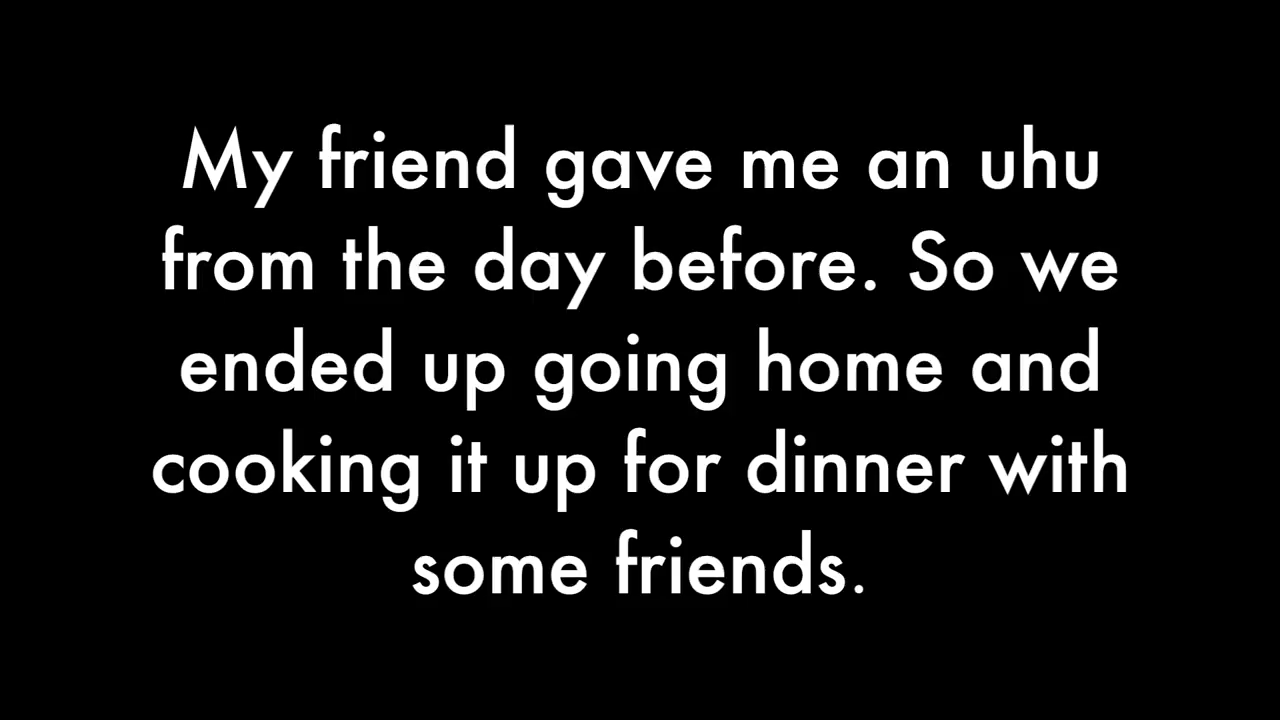 My friend gave me an uhu
from the day before. So we
ended up going home and
cooking it up for dinner with
some friends.